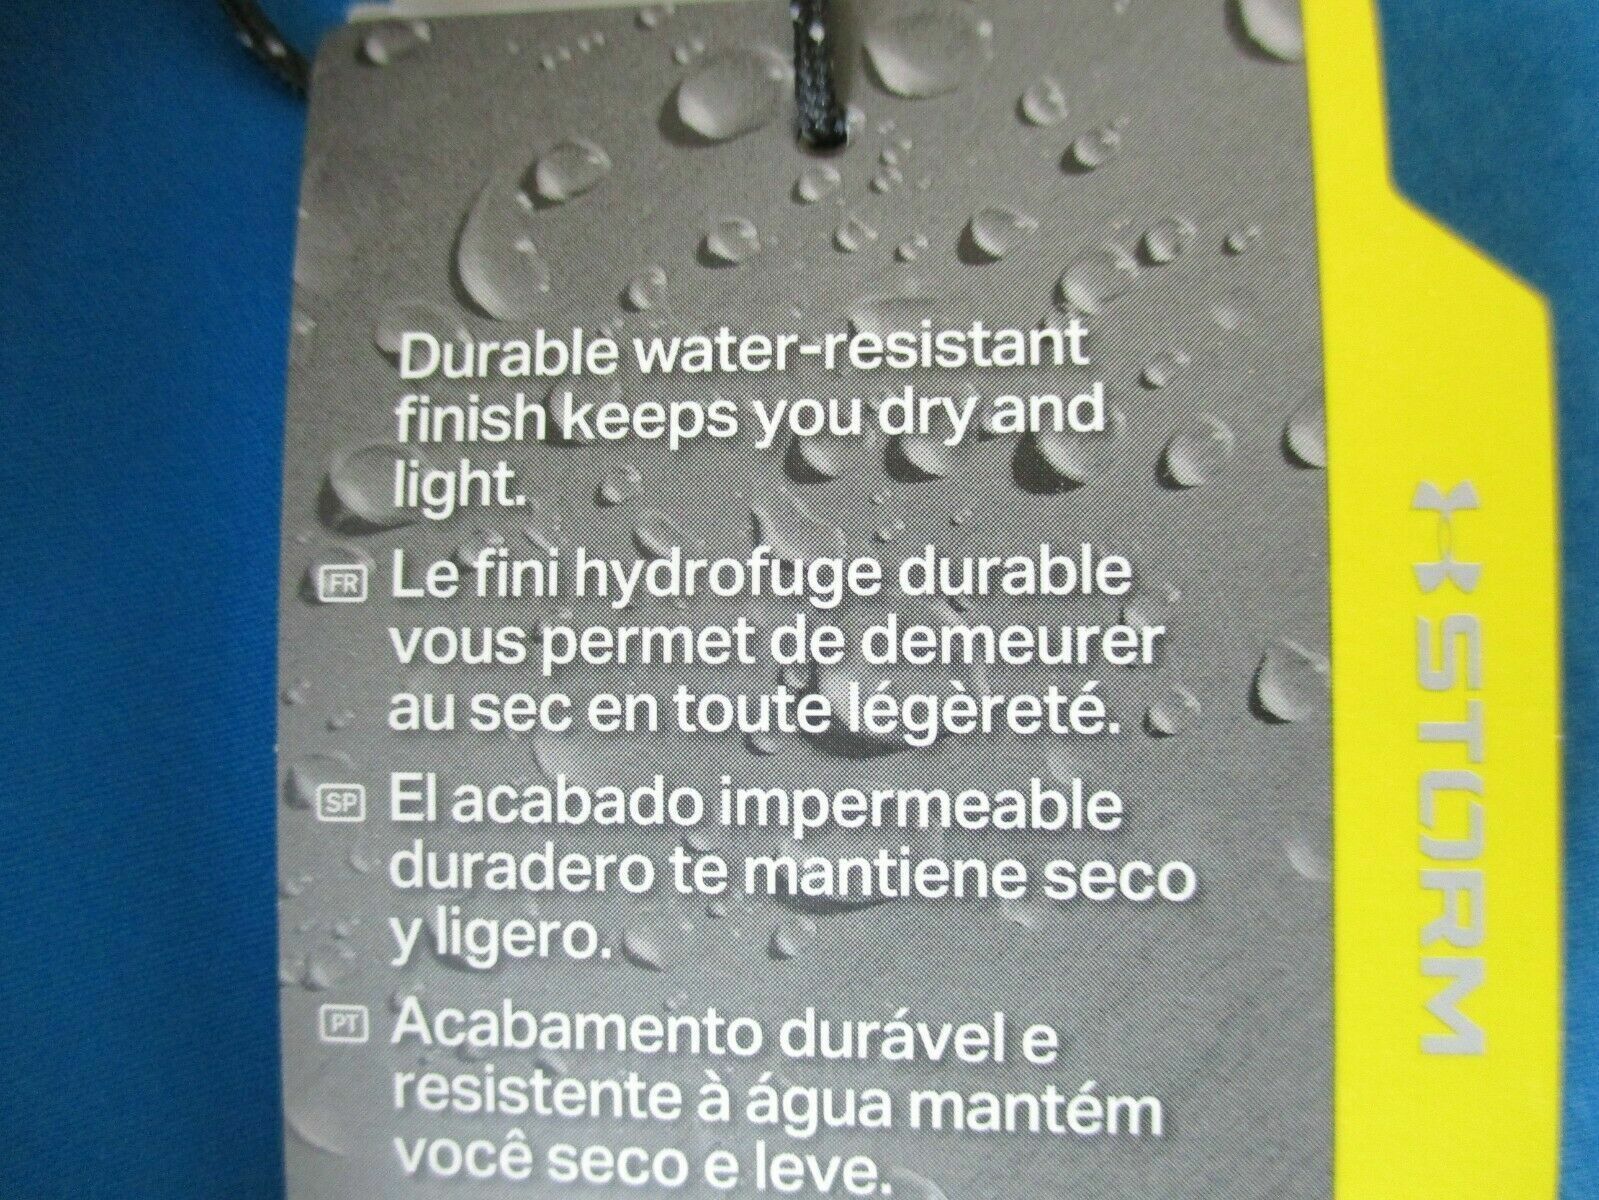 Durable water-resistant
finish keeps you dry and
light.
FR Le fini hydrofuge durable
vous permet de demeurer
au sec en toute légèreté.
SP El acabado impermeable
duradero te mantiene seco
y ligero.
PT Acabamento durável e
resistente à água mantém
você seco e leve.
STORM